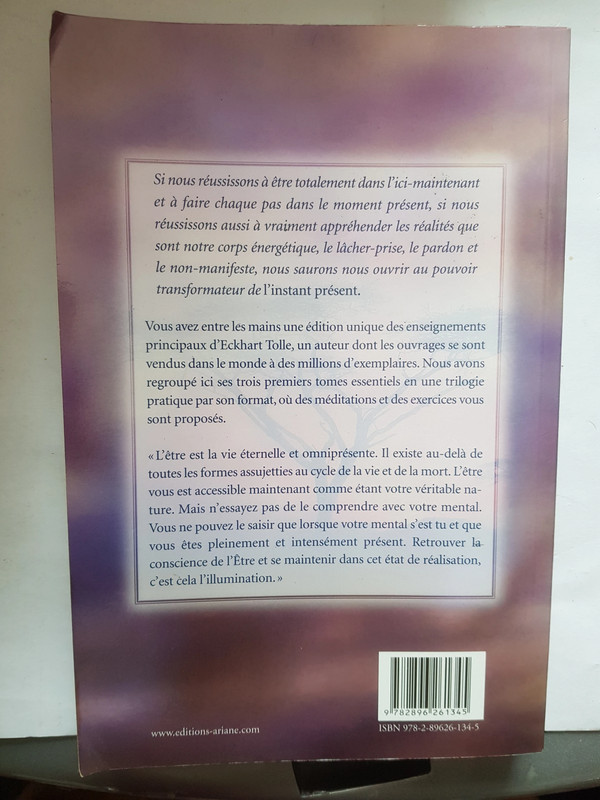 Si nous réussissons à être totalement dans l'ici-maintenant
et à faire chaque pas dans le moment présent, si nous
réussissons aussi à vraiment appréhender les réalités que
sont notre corps énergétique, le lâcher-prise, le pardon et
le non-manifeste, nous saurons nous ouvrir au pouvoir
transformateur de l'instant présent.
Vous avez entre les mains une édition unique des enseignements
principaux d'Eckhart Tolle, un auteur dont les ouvrages se sont
vendus dans le monde à des millions d'exemplaires. Nous avons
regroupé ici ses trois premiers tomes essentiels en une trilogie
pratique par son format, où des méditations et des exercices vous
sont proposés.
« L'être est la vie éternelle et omniprésente. Il existe au-delà de
toutes les formes assujetties au cycle de la vie et de la mort. L'être
vous est accessible maintenant comme étant votre véritable na-
ture. Mais n'essayez pas de le comprendre avec votre mental.
Vous ne pouvez le saisir que lorsque votre mental s'est tu et que
vous êtes pleinement et intensément présent. Retrouver la
conscience de l'Être et se maintenir dans cet état de réalisation,
c'est cela l'illumination. »
9 782896 261345
www.editions-ariane.com
ISBN 978-2-89626-134-5